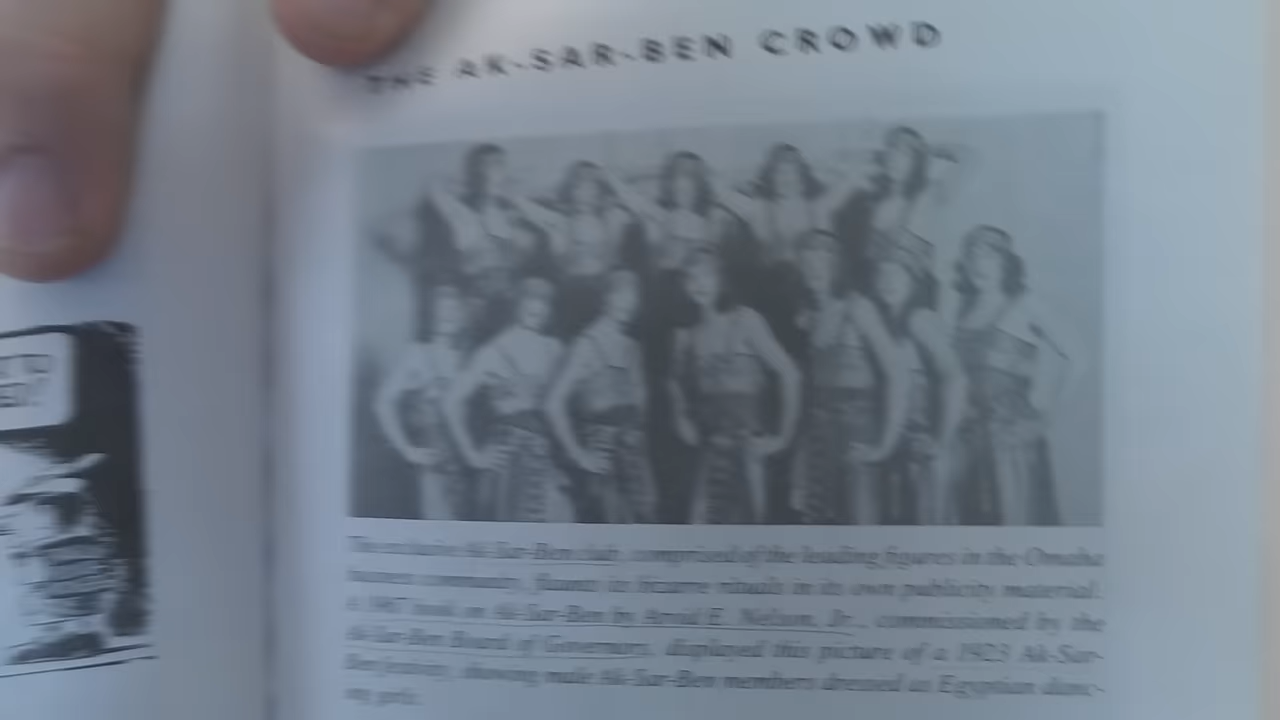 THE AK-SAR-BEN CROWD
The exclusive Ak-Sar-Ben club, comprised of the leading figures in the Omaha
business community, flaunts its bizarre rituals in its own publicity material.
A 1967 book on Ak-Sar-Ben by Arvid E. Nelson, Jr., commissioned by the
Ak-Sar-Ben Board of Governors, displayed this picture of a 1923 Ak-Sar-
Ben showing male Ak-Sar-Ben members dressed as Egyptian danc-
ing girls.